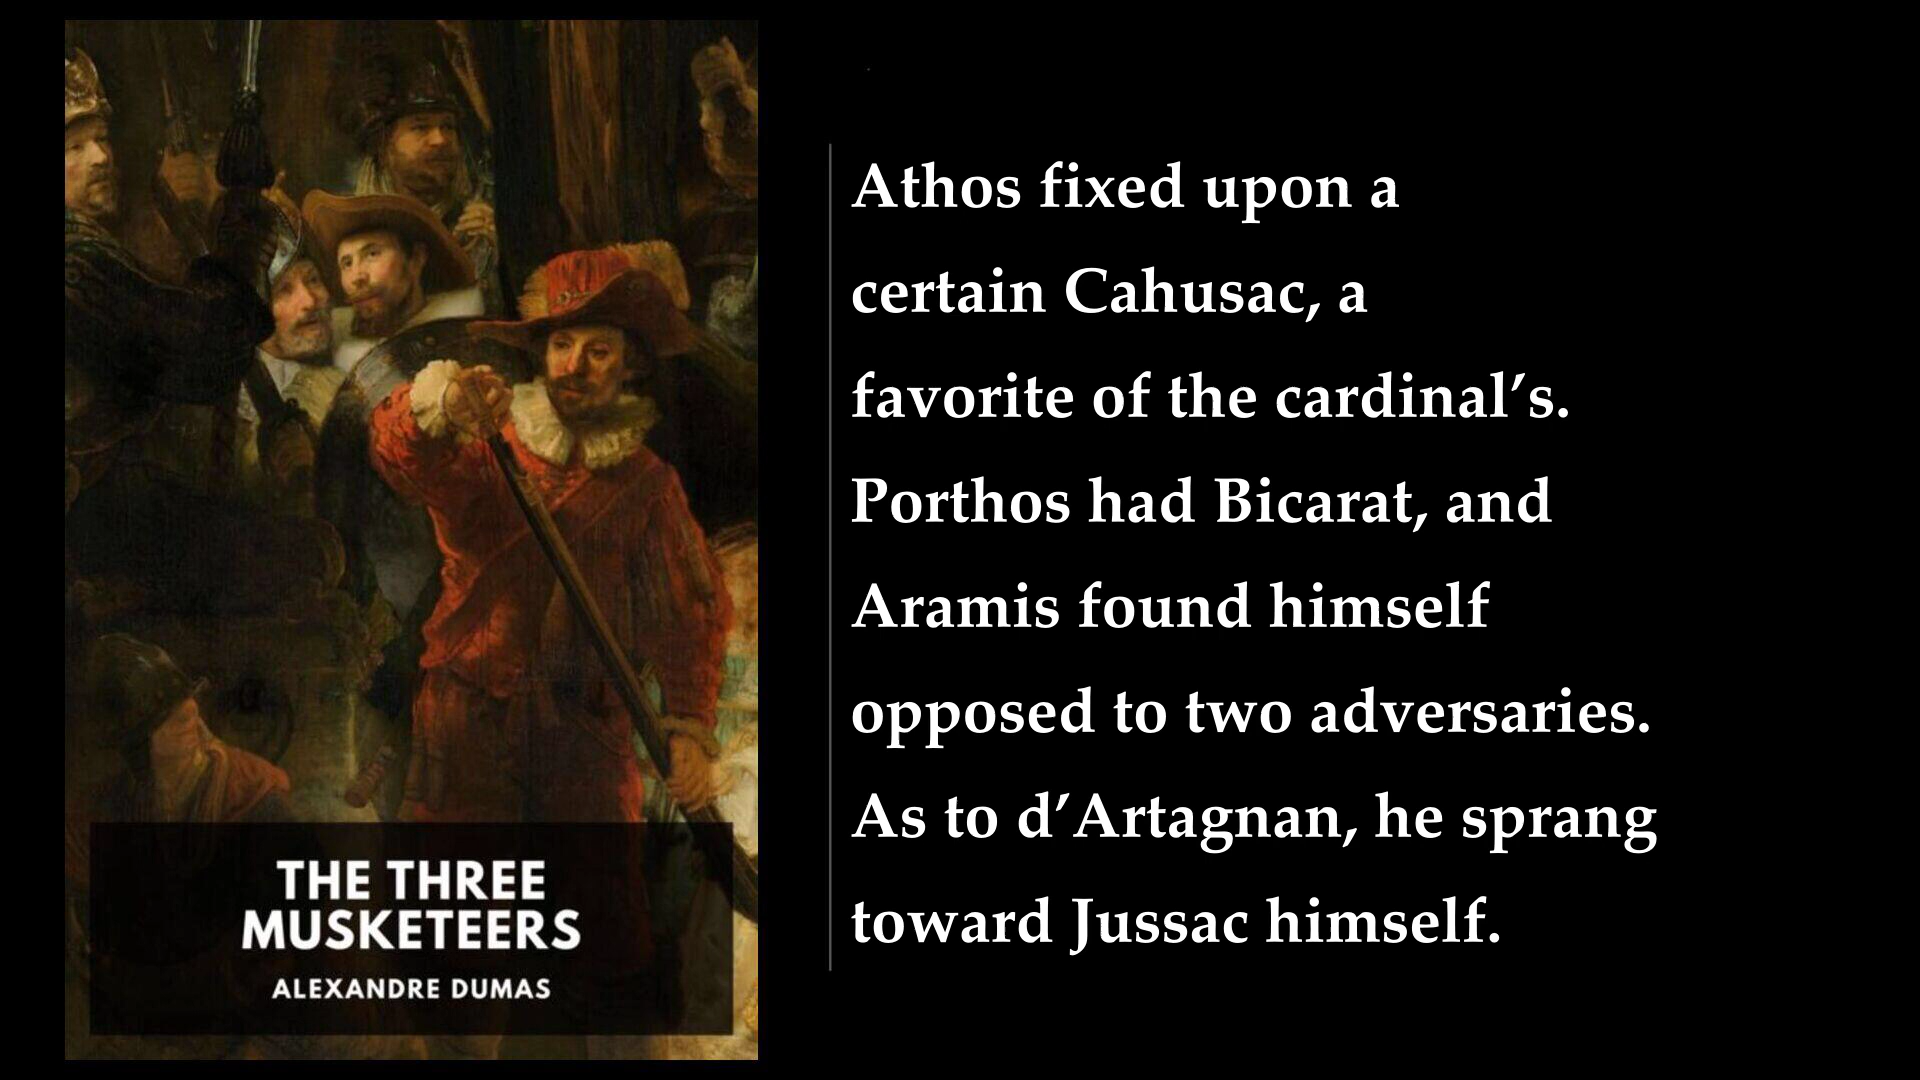 THE THREE
MUSKETEERS
ALEXANDRE DUMAS
Athos fixed upon a
certain Cahusac, a
favorite of the cardinal’s.
Porthos had Bicarat, and
Aramis found himself
opposed to two adversaries.
As to d’Artagnan, he sprang
toward Jussac himself.